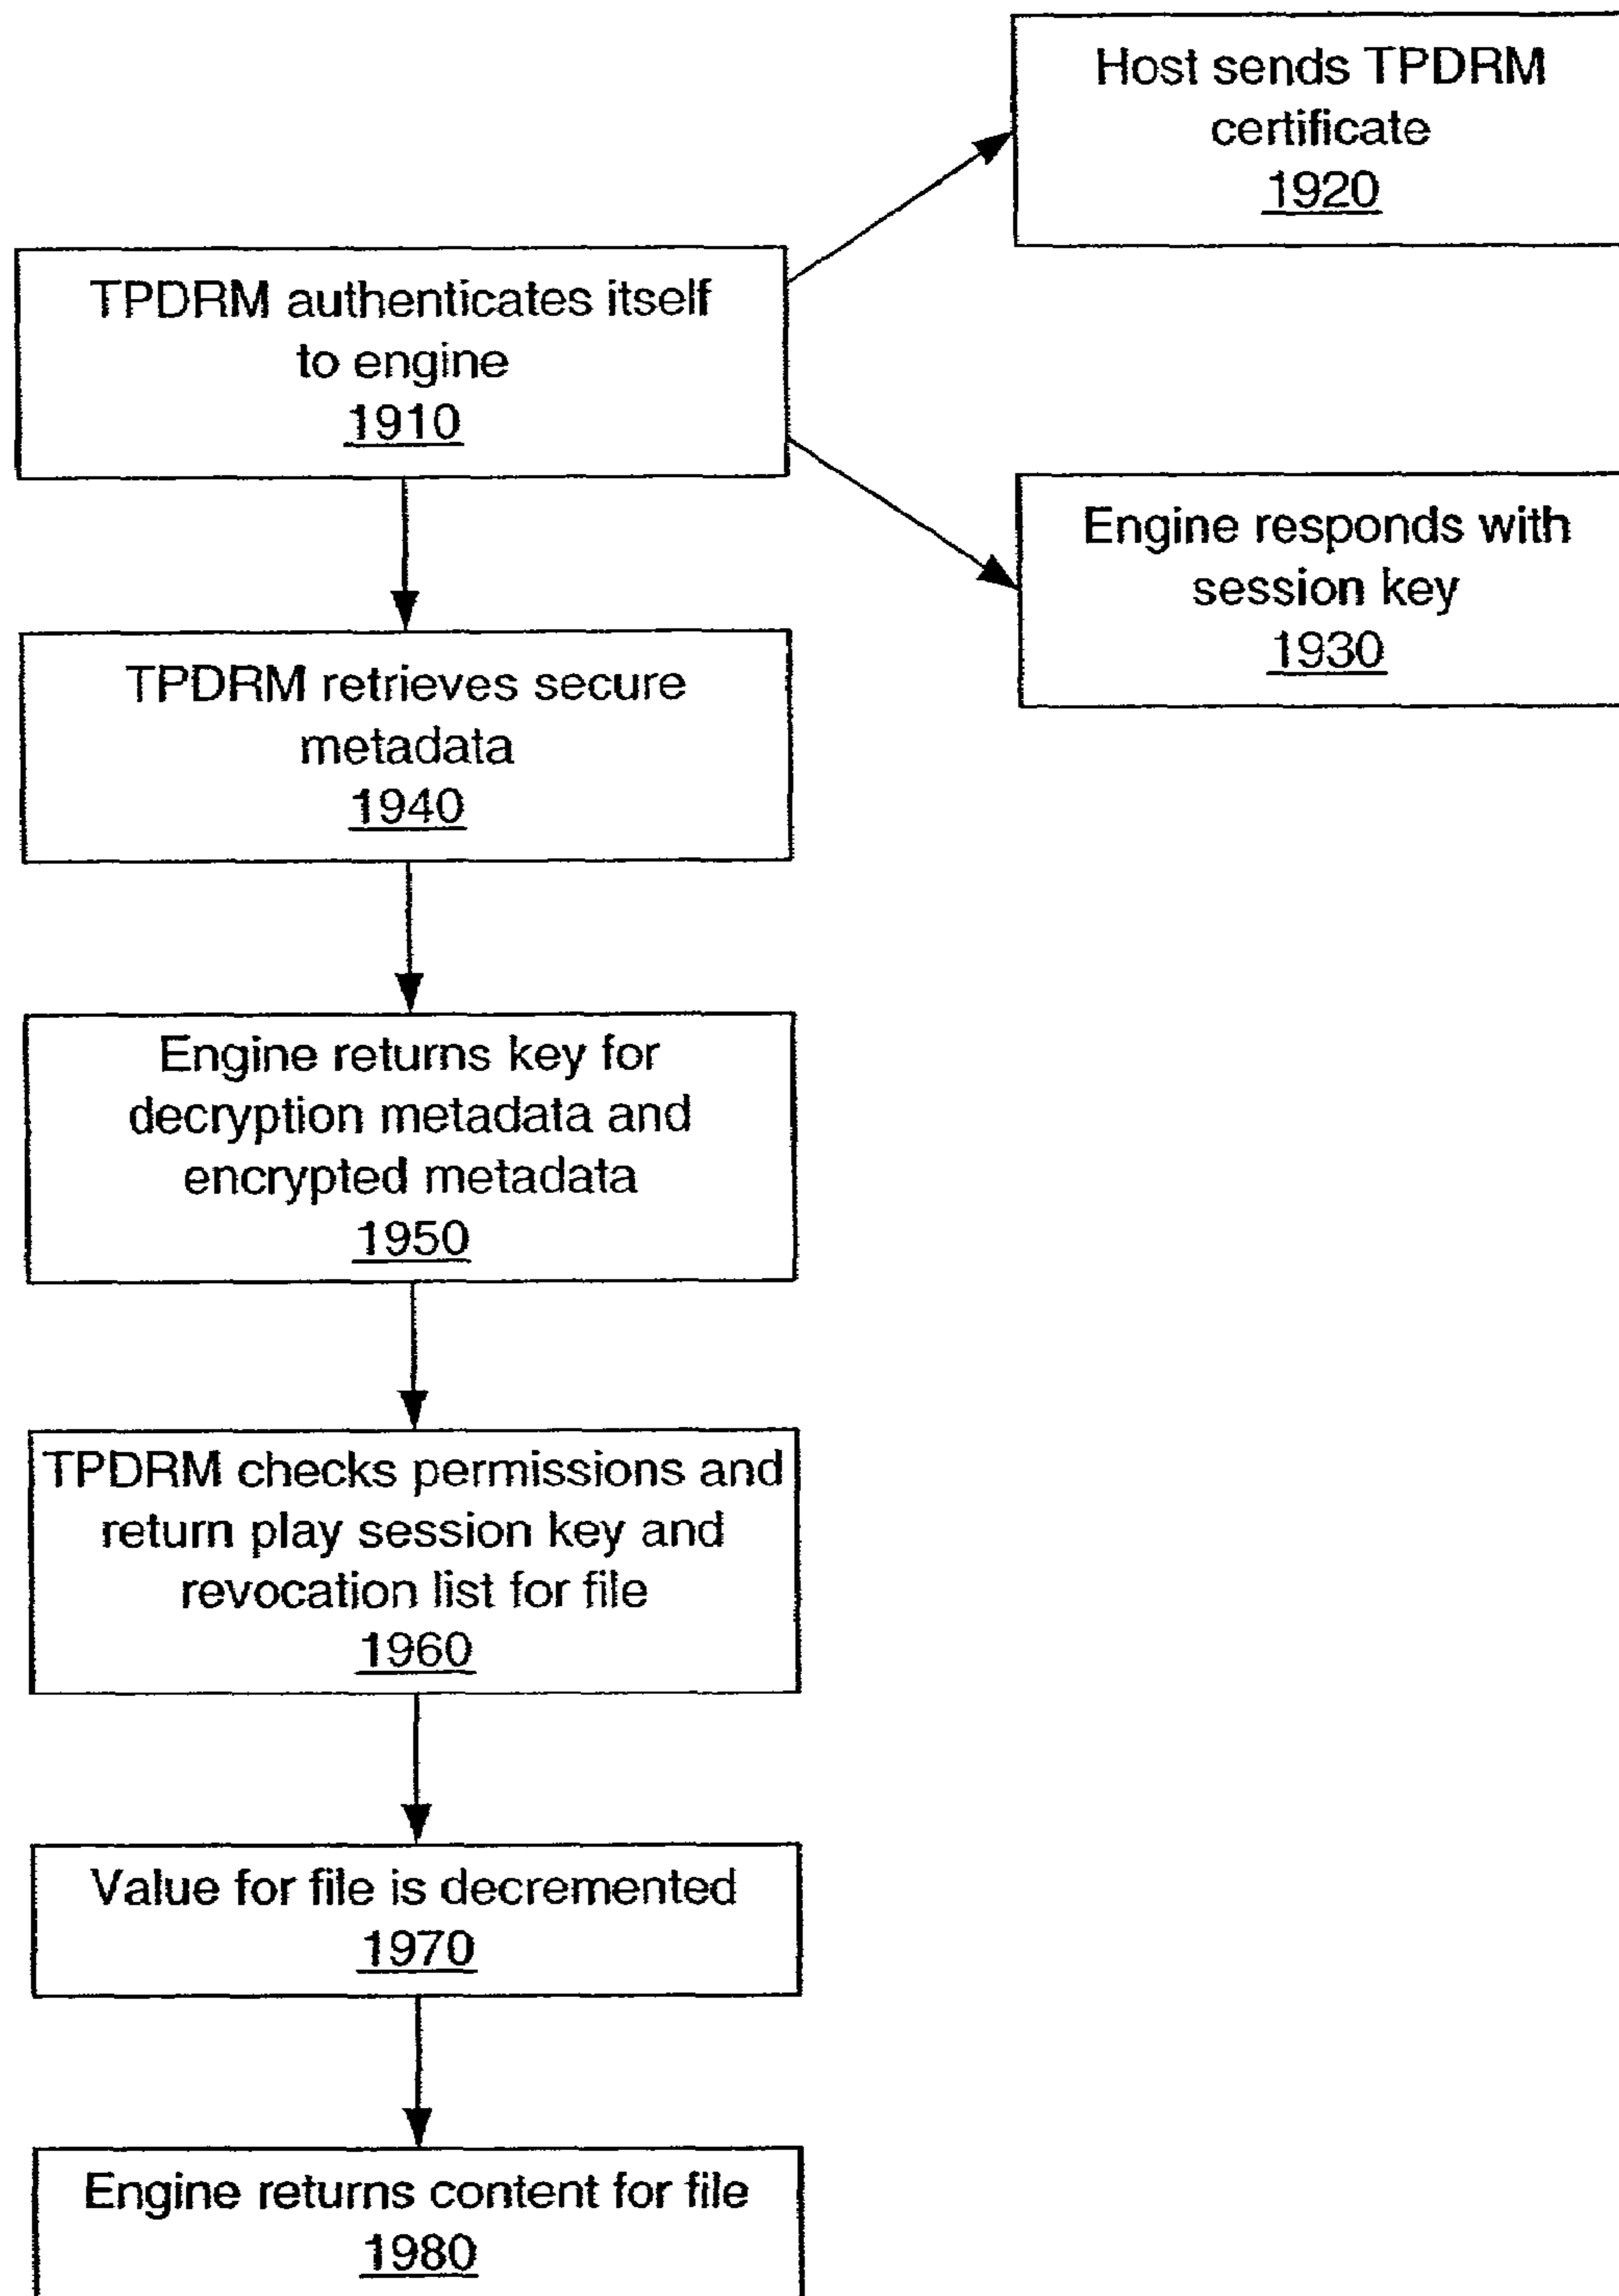 Host sends TPDRM
certificate
1920
TPDRM authenticates itself
to engine
1910
Engine responds with
session key
1930
TPDRM retrieves secure
metadata
1940
Engine returns key for
decryption metadata and
encrypted metadata
1950
TPDRM checks permissions and
return play session key and
revocation list for file
1960
Value for file is decremented
1970
Engine returns content for file
1980